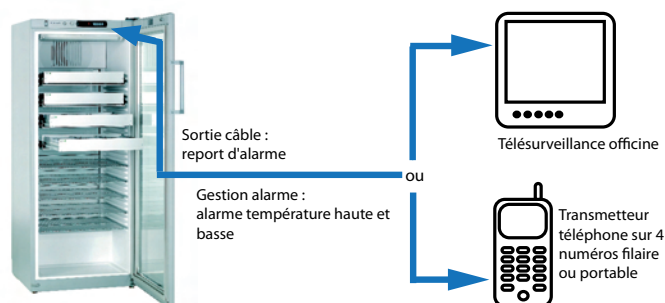 Sortie câble :
report d'alarme
Gestion alarme :
alarme température haute et
basse
ou
Télésurveillance officine
Transmetteur
téléphone sur 4
numéros filaire
ou portable